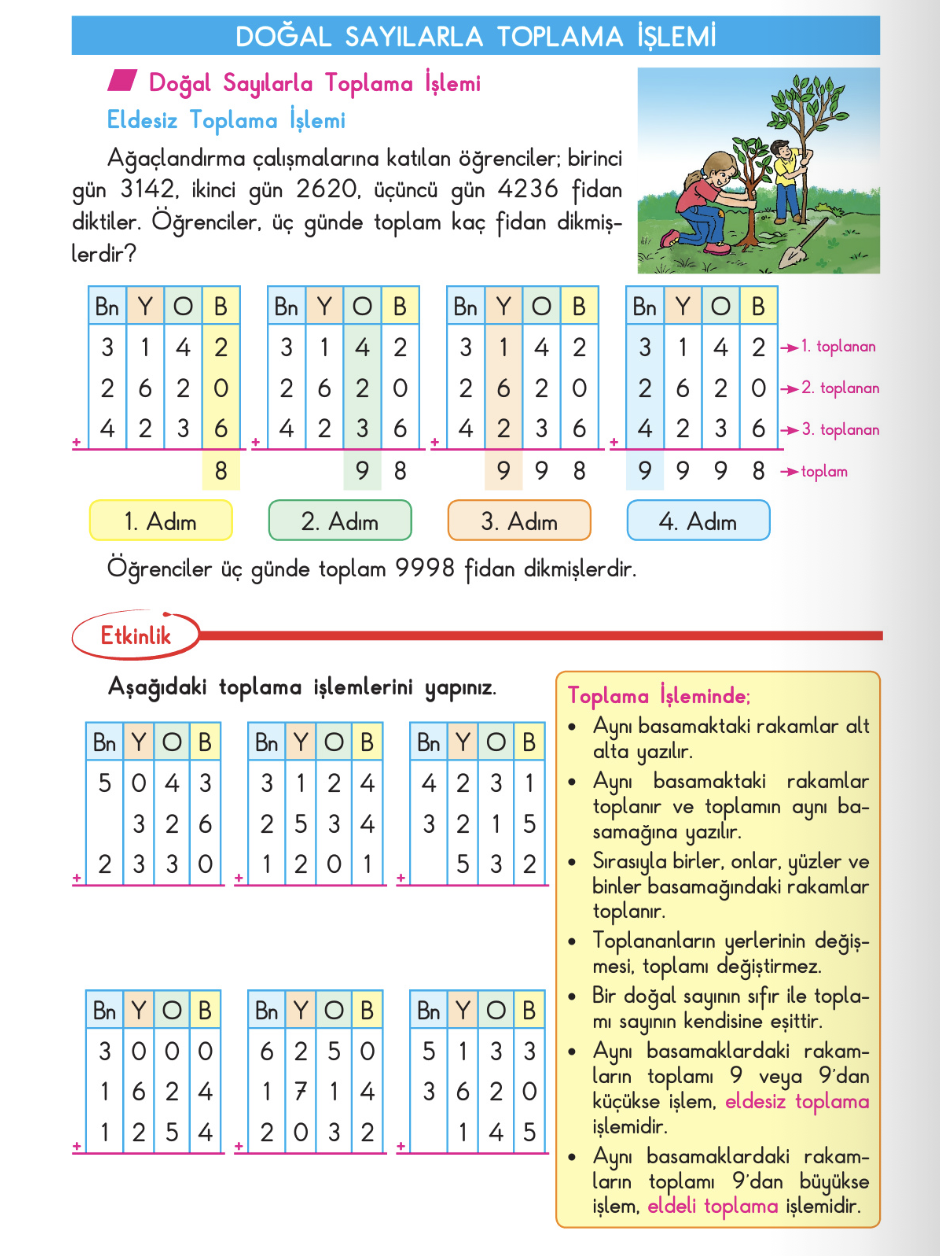 DOĞAL SAYILARLA TOPLAMA İŞLEMİ
Doğal Sayılarla Toplama İşlemi
Eldesiz Toplama İşlemi
Ağaçlandırma çalışmalarına katılan öğrenciler; birinci
gün 3142, ikinci gün 2620, üçüncü gün 4236 fidan
diktiler. Öğrenciler, üç günde toplam kaç fidan dikmiş-
lerdir?
Bn Y O B
3 1 4 2
2 6 2 0
+ 4 2 3 6
8
1. Adım
Bn Y O B
3 1 4 2
2 6 2 0
+ 4 2 3 6
9 8
2. Adım
Bn Y O B
3 1 4 2
2 6 2 0
+ 4 2 3 6
9 9 8
3. Adım
Bn Y O B
3 1 4 2 1. toplanan
2 6 2 0 2. toplanan
+ 4 2 3 6 3. toplanan
9 9 9 8 toplam
4. Adım
Öğrenciler üç günde toplam 9998 fidan dikmişlerdir.
Etkinlik
Aşağıdaki toplama işlemlerini yapınız.
Bn Y O B
5 0 4 3
3 2 6
+ 2 3 3 0
Bn Y O B
3 1 2 4
2 5 3 4
+ 1 2 0 1
Bn Y O B
4 2 3 1
3 2 1 5
+ 5 3 2
Bn Y O B
3 0 0 0
1 6 2 4
+ 1 2 5 4
Bn Y O B
6 2 5 0
1 7 1 4
+ 2 0 3 2
Bn Y O B
5 1 3 3
3 6 2 0
+ 1 4 5
Toplama İşleminde;
• Aynı basamaktaki rakamlar alt
alta yazılır.
• Aynı basamaktaki rakamlar
toplanır ve toplamın aynı ba-
samağına yazılır.
• Sırasıyla birler, onlar, yüzler ve
binler basamağındaki rakamlar
toplanır.
• Toplananların yerlerinin değiş-
mesi, toplamı değiştirmez.
• Bir doğal sayının sıfır ile topla-
mı sayının kendisine eşittir.
• Aynı basamaklardaki rakam-
ların toplamı 9 veya 9'dan
küçükse işlem, eldesiz toplama
işlemidir.
• Aynı basamaklardaki rakam-
ların toplamı 9'dan büyükse
işlem, eldeli toplama işlemidir.